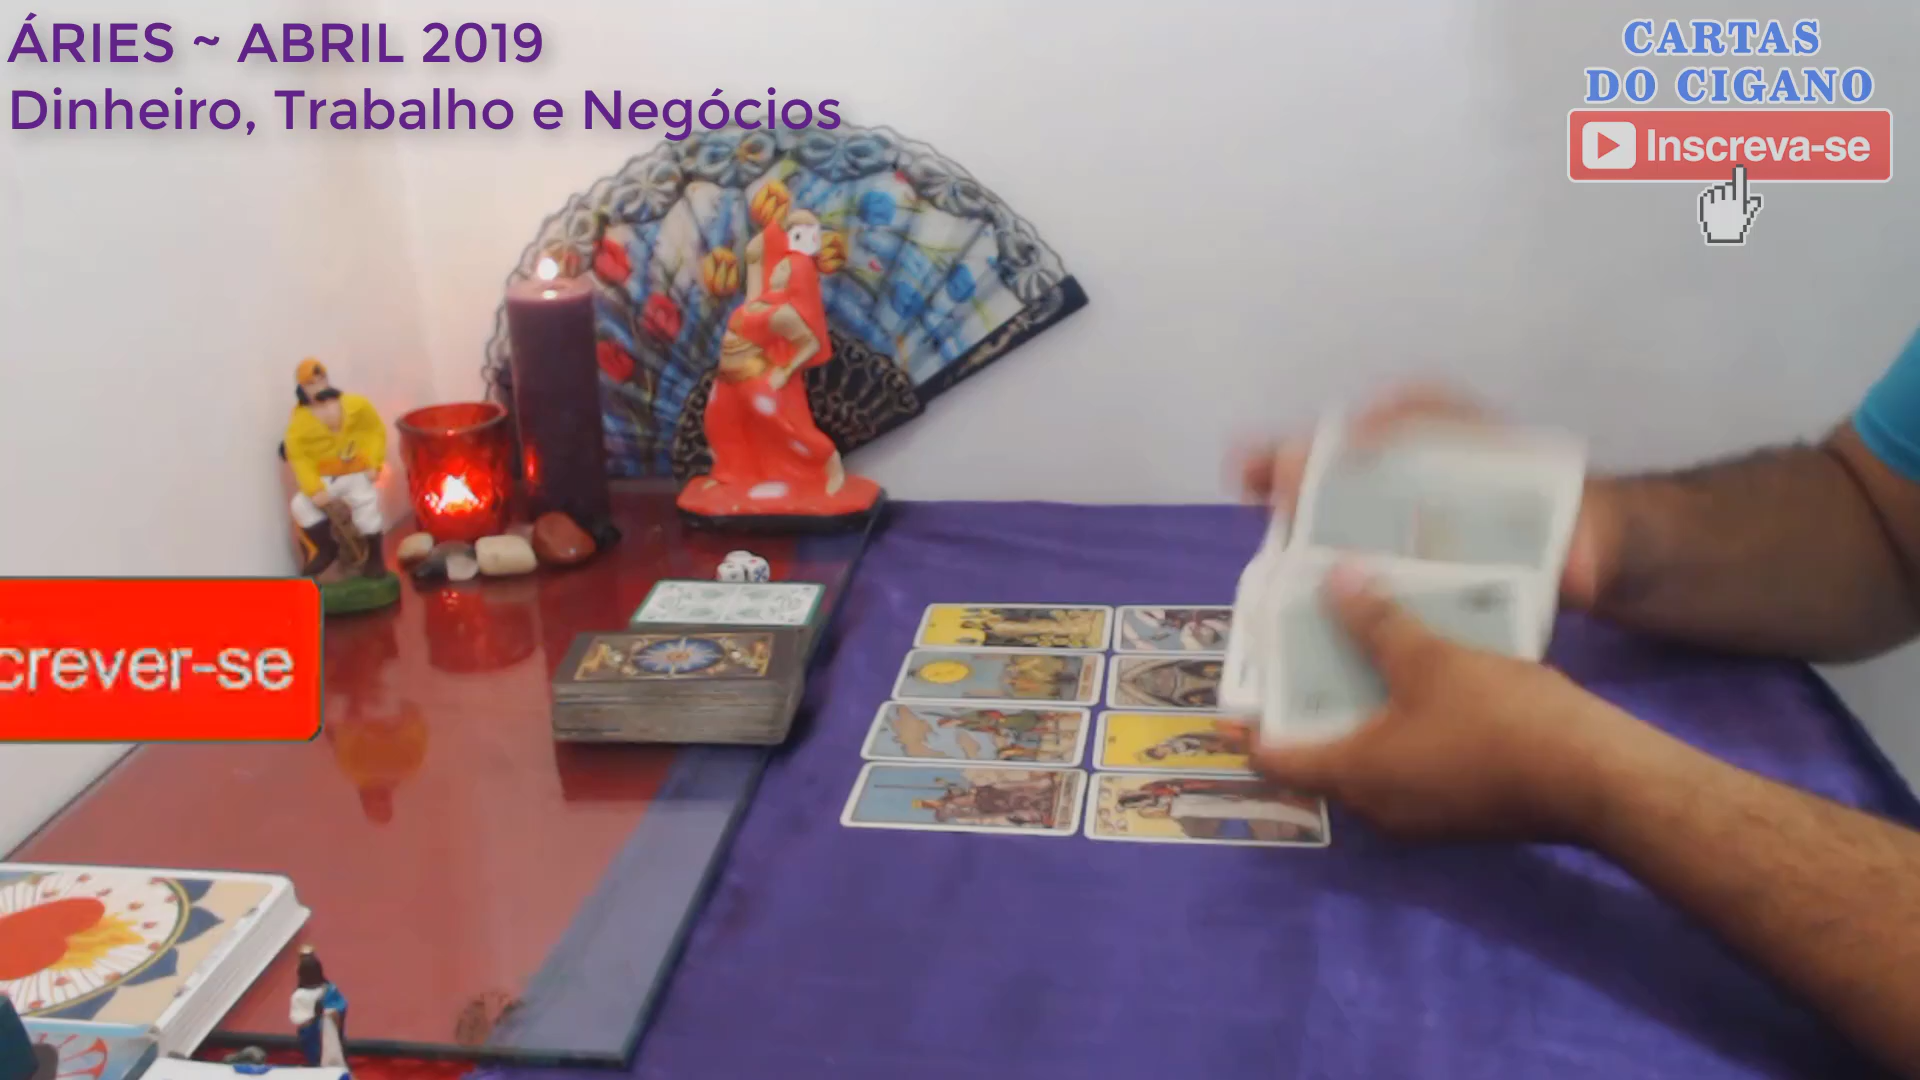 ÁRIES ~ ABRIL 2019
Dinheiro, Trabalho e Negócios
CARTAS
DO CIGANO
Inscreva-se
crever-se